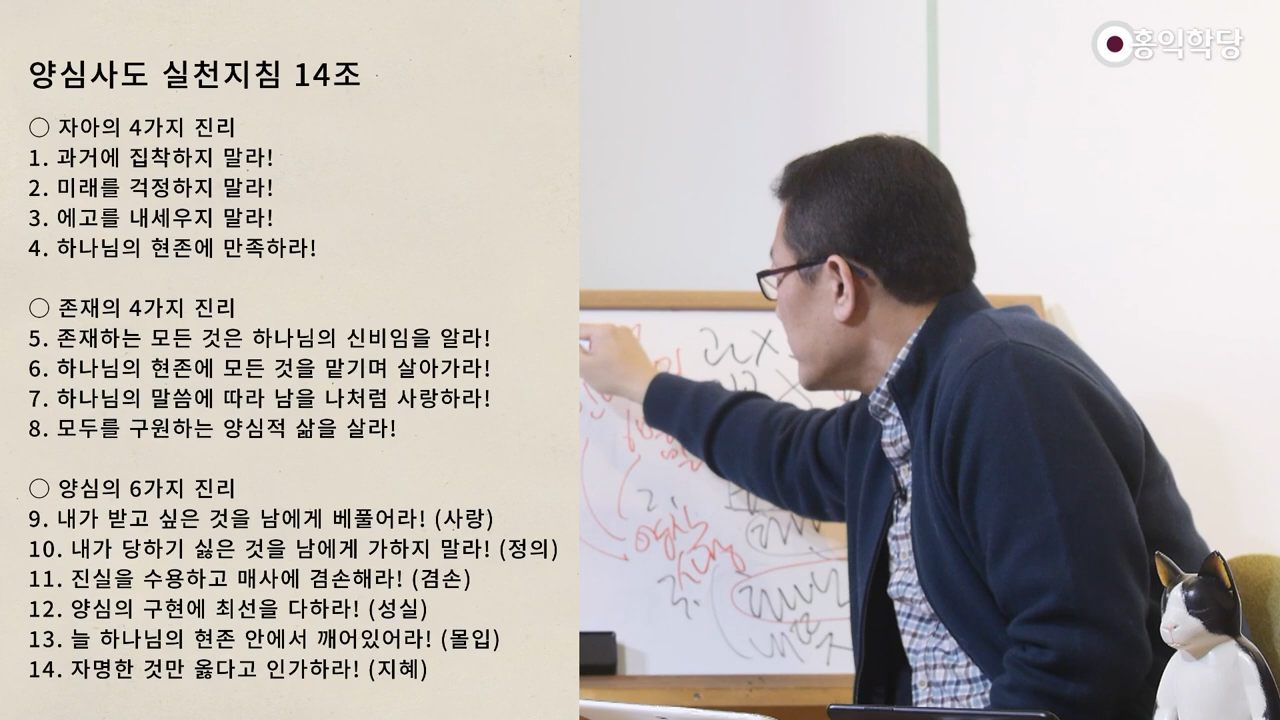 양심사도 실천지침 14조
○ 자아의 4가지 진리
1. 과거에 집착하지 말라!
2. 미래를 걱정하지 말라!
3. 에고를 내세우지 말라!
4. 하나님의 현존에 만족하라!
○ 존재의 4가지 진리
5. 존재하는 모든 것은 하나님의 신비임을 알라!
6. 하나님의 현존에 모든 것을 맡기며 살아가라!
7. 하나님의 말씀에 따라 남을 나처럼 사랑하라!
8. 모두를 구원하는 양심적 삶을 살라!
○ 양심의 6가지 진리
9. 내가 받고 싶은 것을 남에게 베풀어라! (사랑)
10. 내가 당하기 싫은 것을 남에게 가하지 말라! (정의)
11. 진실을 수용하고 매사에 겸손해라! (겸손)
12. 양심의 구현에 최선을 다하라! (성실)
13. 늘 하나님의 현존 안에서 깨어있어라! (몰입)
14. 자명한 것만 옳다고 인가하라! (지혜)
홍익학당